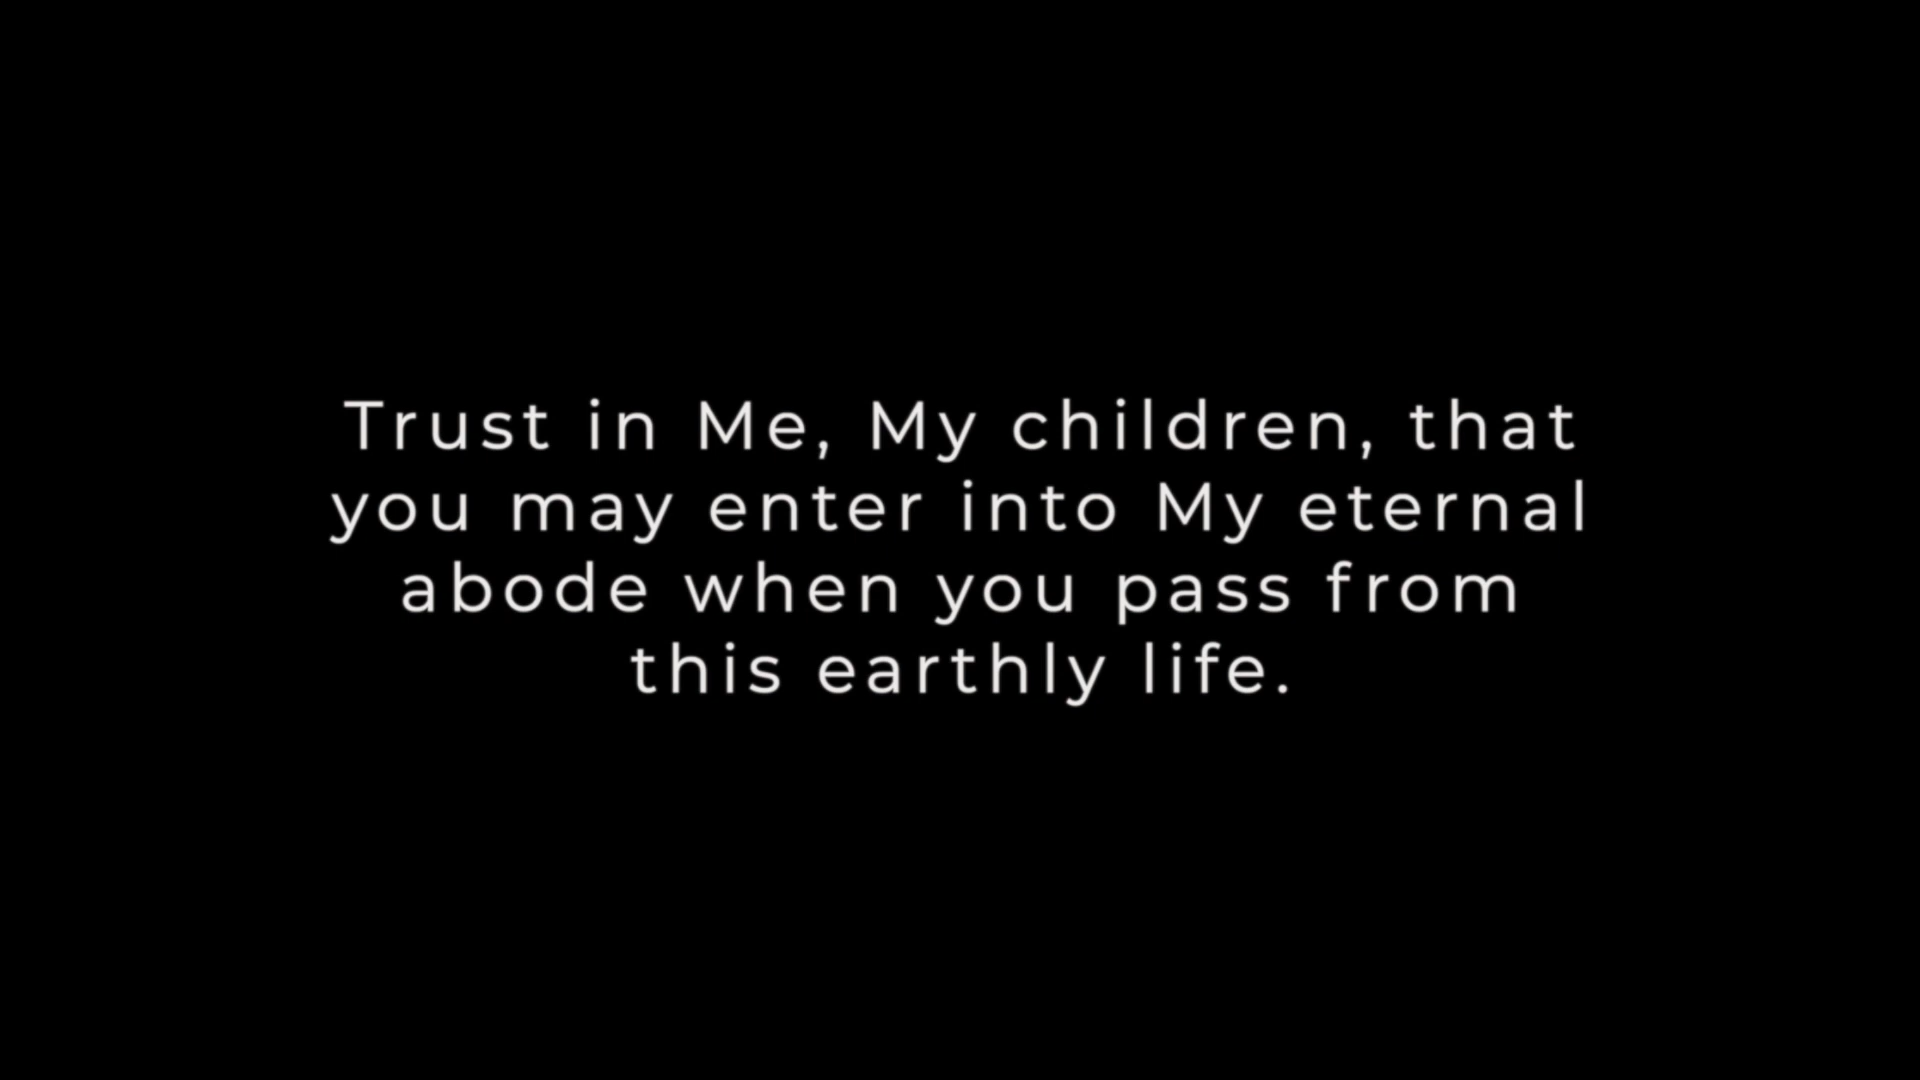 Trust in Me, My children, that
you may enter into My eternal
abode when you pass from
this earthly life.